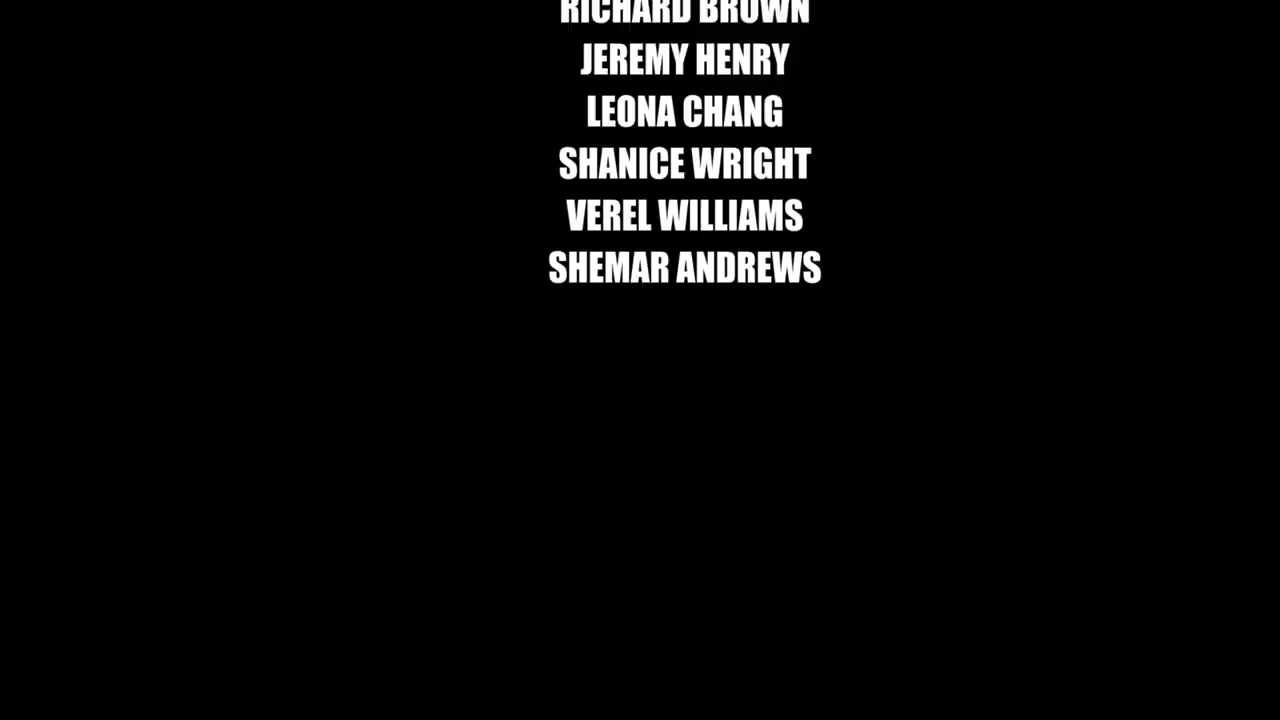 RICHARD BROWN
JEREMY HENRY
LEONA CHANG
SHANICE WRIGHT
VEREL WILLIAMS
SHEMAR ANDREWS